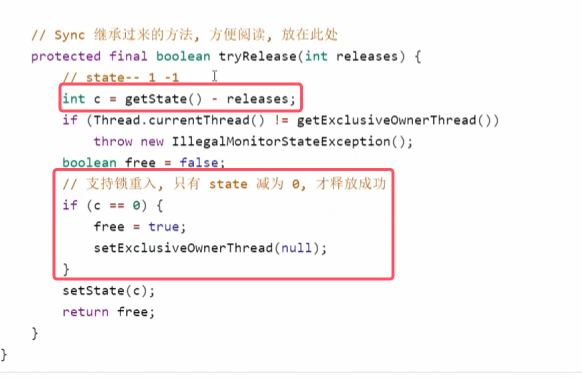 // Sync 继承过来的方法, 方便阅读, 放在此处
protected final boolean tryRelease(int releases) {
// state-- 1 -1
int c = getState() - releases;
if (Thread.currentThread() != getExclusiveOwnerThread())
throw new IllegalMonitorStateException();
boolean free = false;
// 支持锁重入, 只有 state 减为 0, 才释放成功
if (c == 0) {
free = true;
setExclusiveOwnerThread(null);
}
setState(c);
return free;
}
}